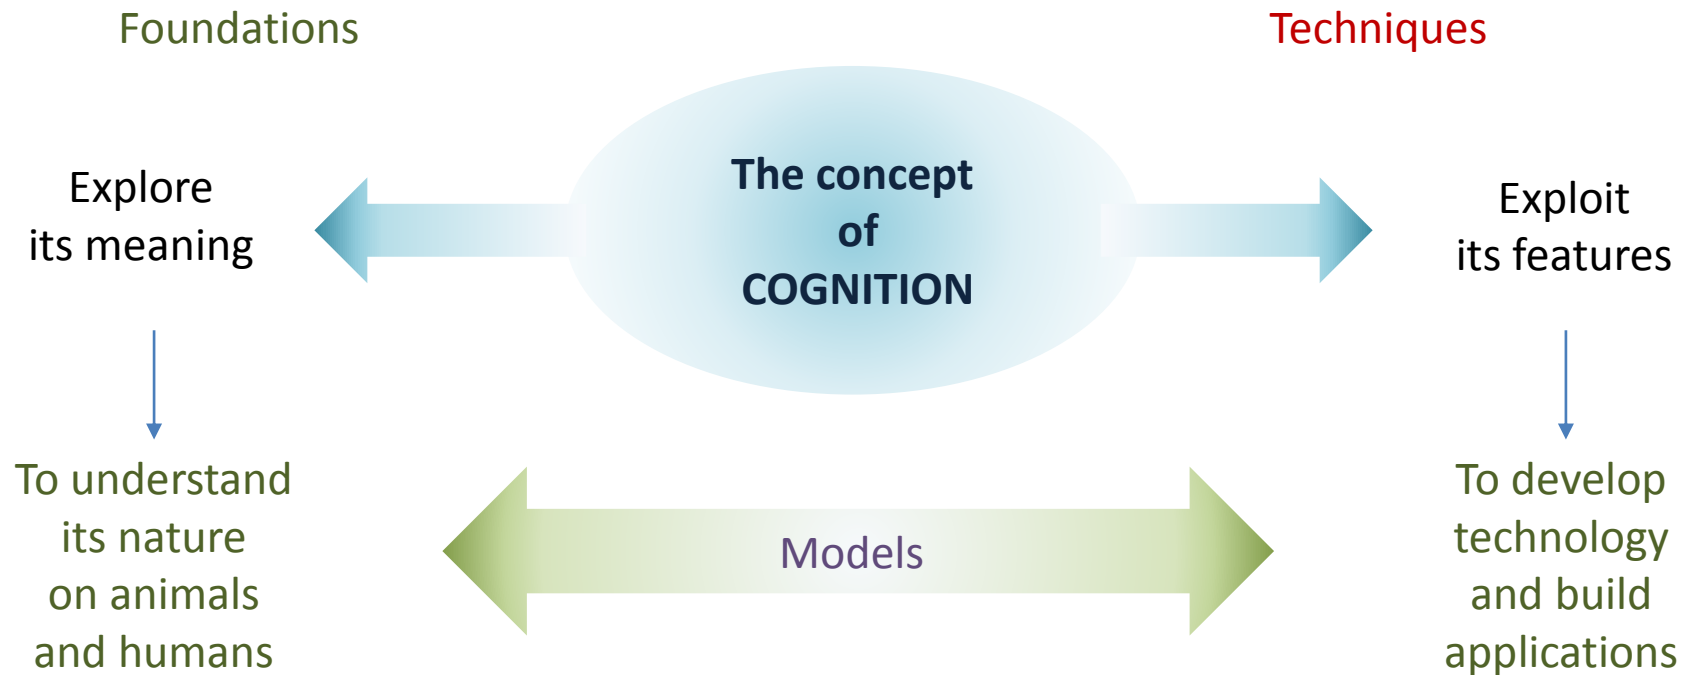 Foundations
Techniques
The concept
of
COGNITION
Explore
its meaning
Exploit
its features
To understand
its nature
on animals
and humans
Models
To develop
technology
and build
applications